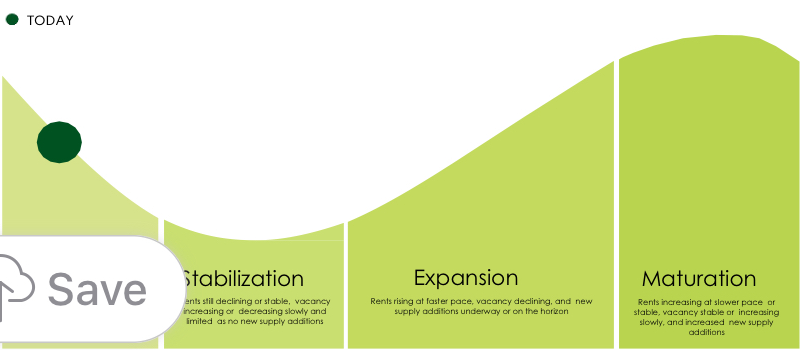 TODAY
Stabilization
Expansion
Maturation
ents still declining or stable, vacancy
increasing or decreasing slowly and
limited as no new supply additions
Rents rising at faster pace, vacancy declining, and new
supply additions underway or on the horizon
Rents increasing at slower pace or
stable, vacancy stable or increasing
slowly, and increased new supply
additions
Save